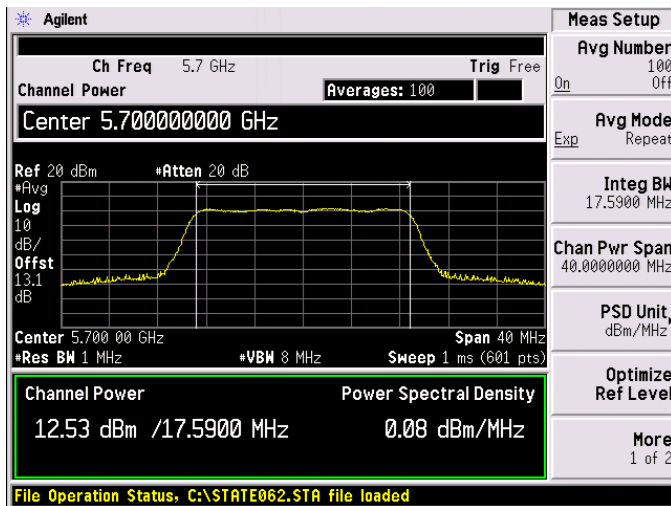 Agilent
Meas Setup
Ch Freq 5.7 GHz Trig Free
Channel Power Averages: 100
Center 5.700000000 GHz
Ref 20 dBm #Atten 20 dB
#Avg
Log
10
dB/
Offst
13.1
dB
Center 5.700 00 GHz Span 40 MHz
#Res BW 1 MHz #VBW 8 MHz Sweep 1 ms (601 pts)
Channel Power Power Spectral Density
12.53 dBm /17.5900 MHz 0.08 dBm/MHz
File Operation Status, C:\STATE062.STA file loaded
Avg Number
100
On Off
Avg Mode
Exp Repeat
Integ BW
17.5900 MHz
Chan Pwr Span
40.0000000 MHz
PSD Unit
dBm/MHz
Optimize
Ref Level
More
1 of 2